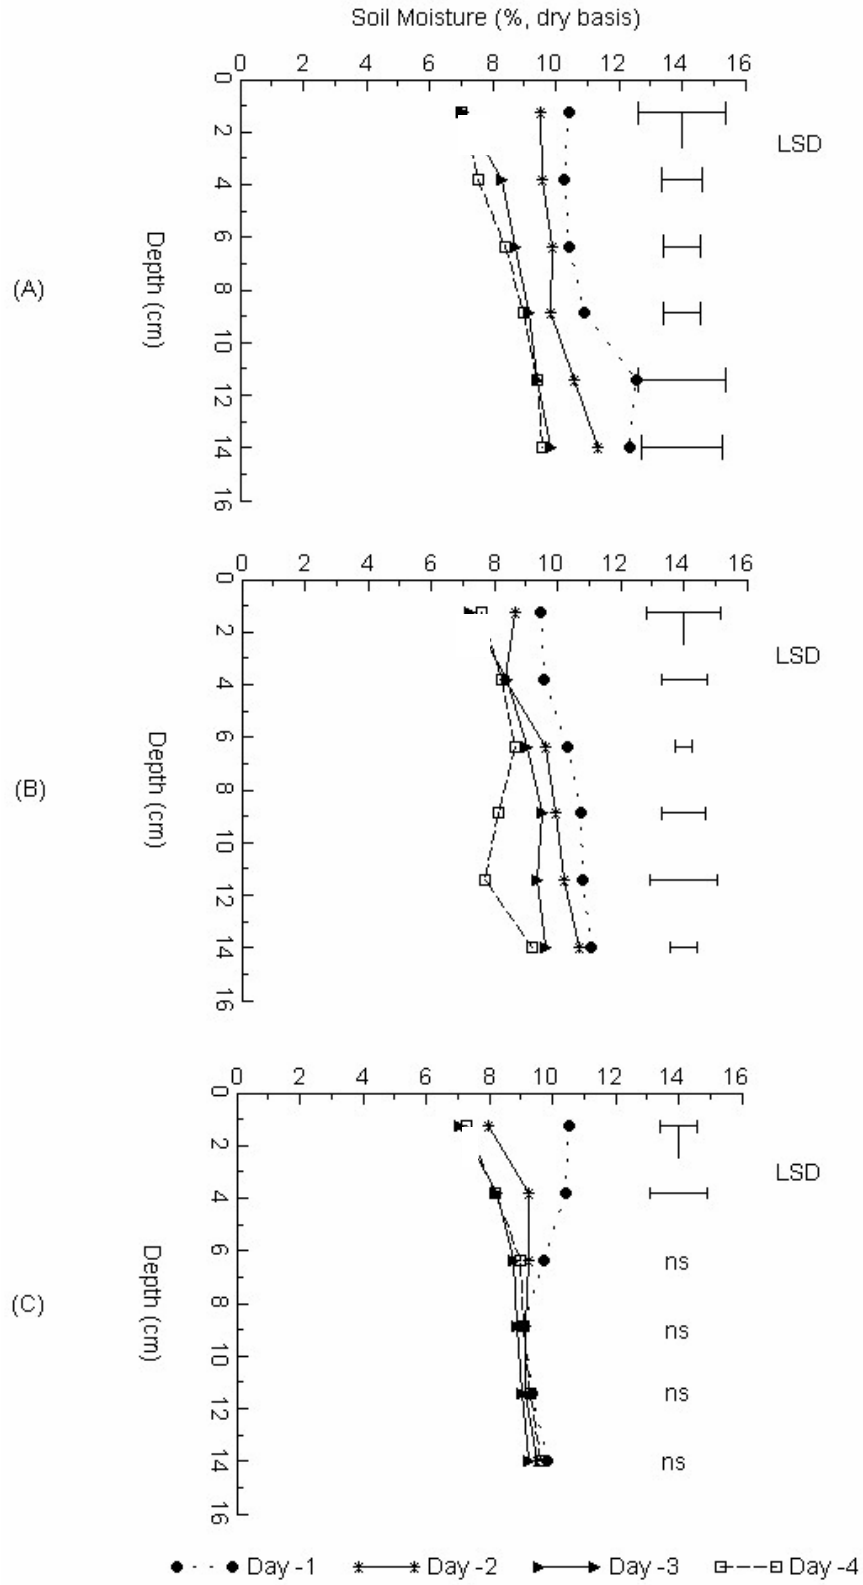 Soil Moisture (%, dry basis)
0 2 4 6 8 10 12 14 16
0
2
4
6
8
10
12
14
16
Depth (cm)
(A)
LSD
0 2 4 6 8 10 12 14 16
0
2
4
6
8
10
12
14
16
Depth (cm)
(B)
LSD
0 2 4 6 8 10 12 14 16
0
2
4
6
8
10
12
14
16
Depth (cm)
(C)
LSD
ns
ns
ns
ns
Day -1 Day -2 Day -3 Day -4